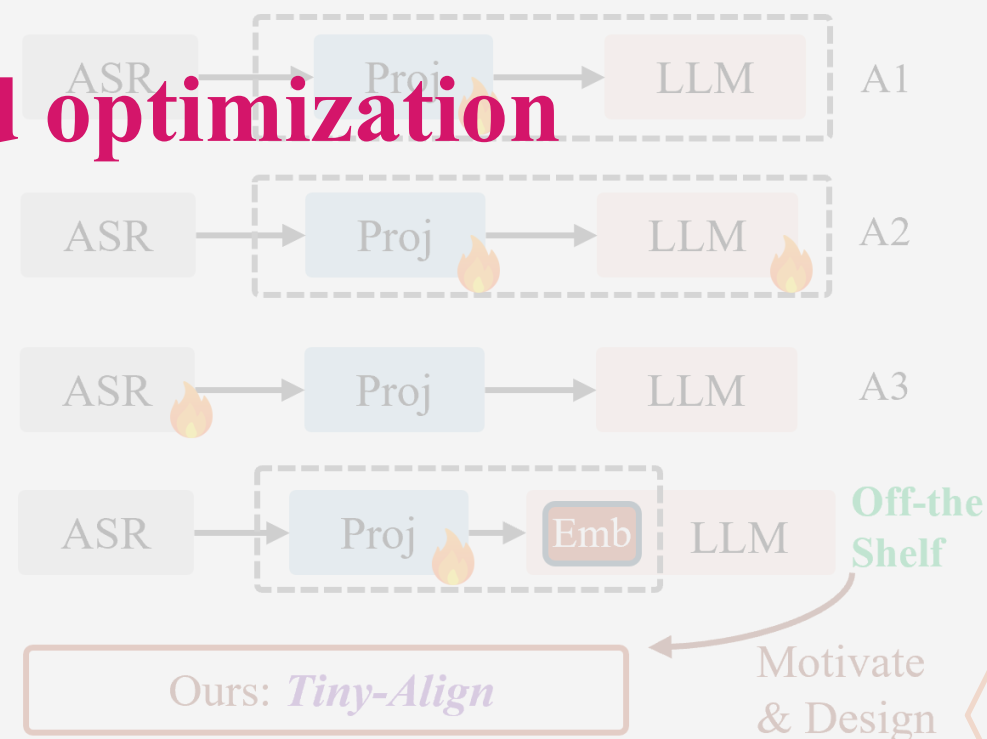 d optimization
ASR Proj LLM A1
ASR Proj LLM A2
ASR Proj LLM A3
ASR Proj Emb LLM
Off-the
Shelf
Ours: Tiny-Align
Motivate
& Design